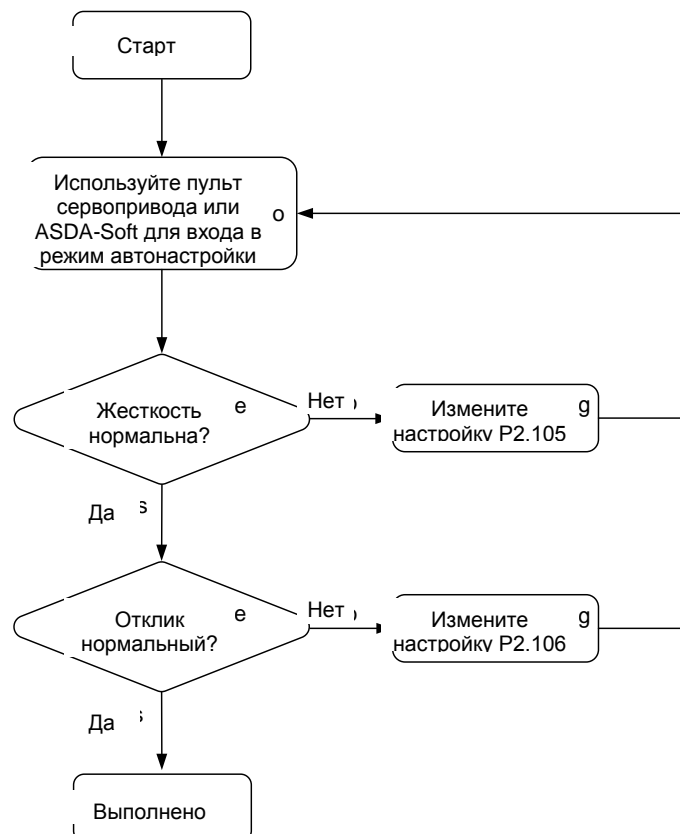 Старт
Используйте пульт
сервопривода или
ASDA-Soft для входа в
режим автонастройки
Жесткость
нормальна?
Нет
Измените
настройку P2.105
Да
Отклик
нормальный?
Нет
Измените
настройку P2.106
Да
Выполнено